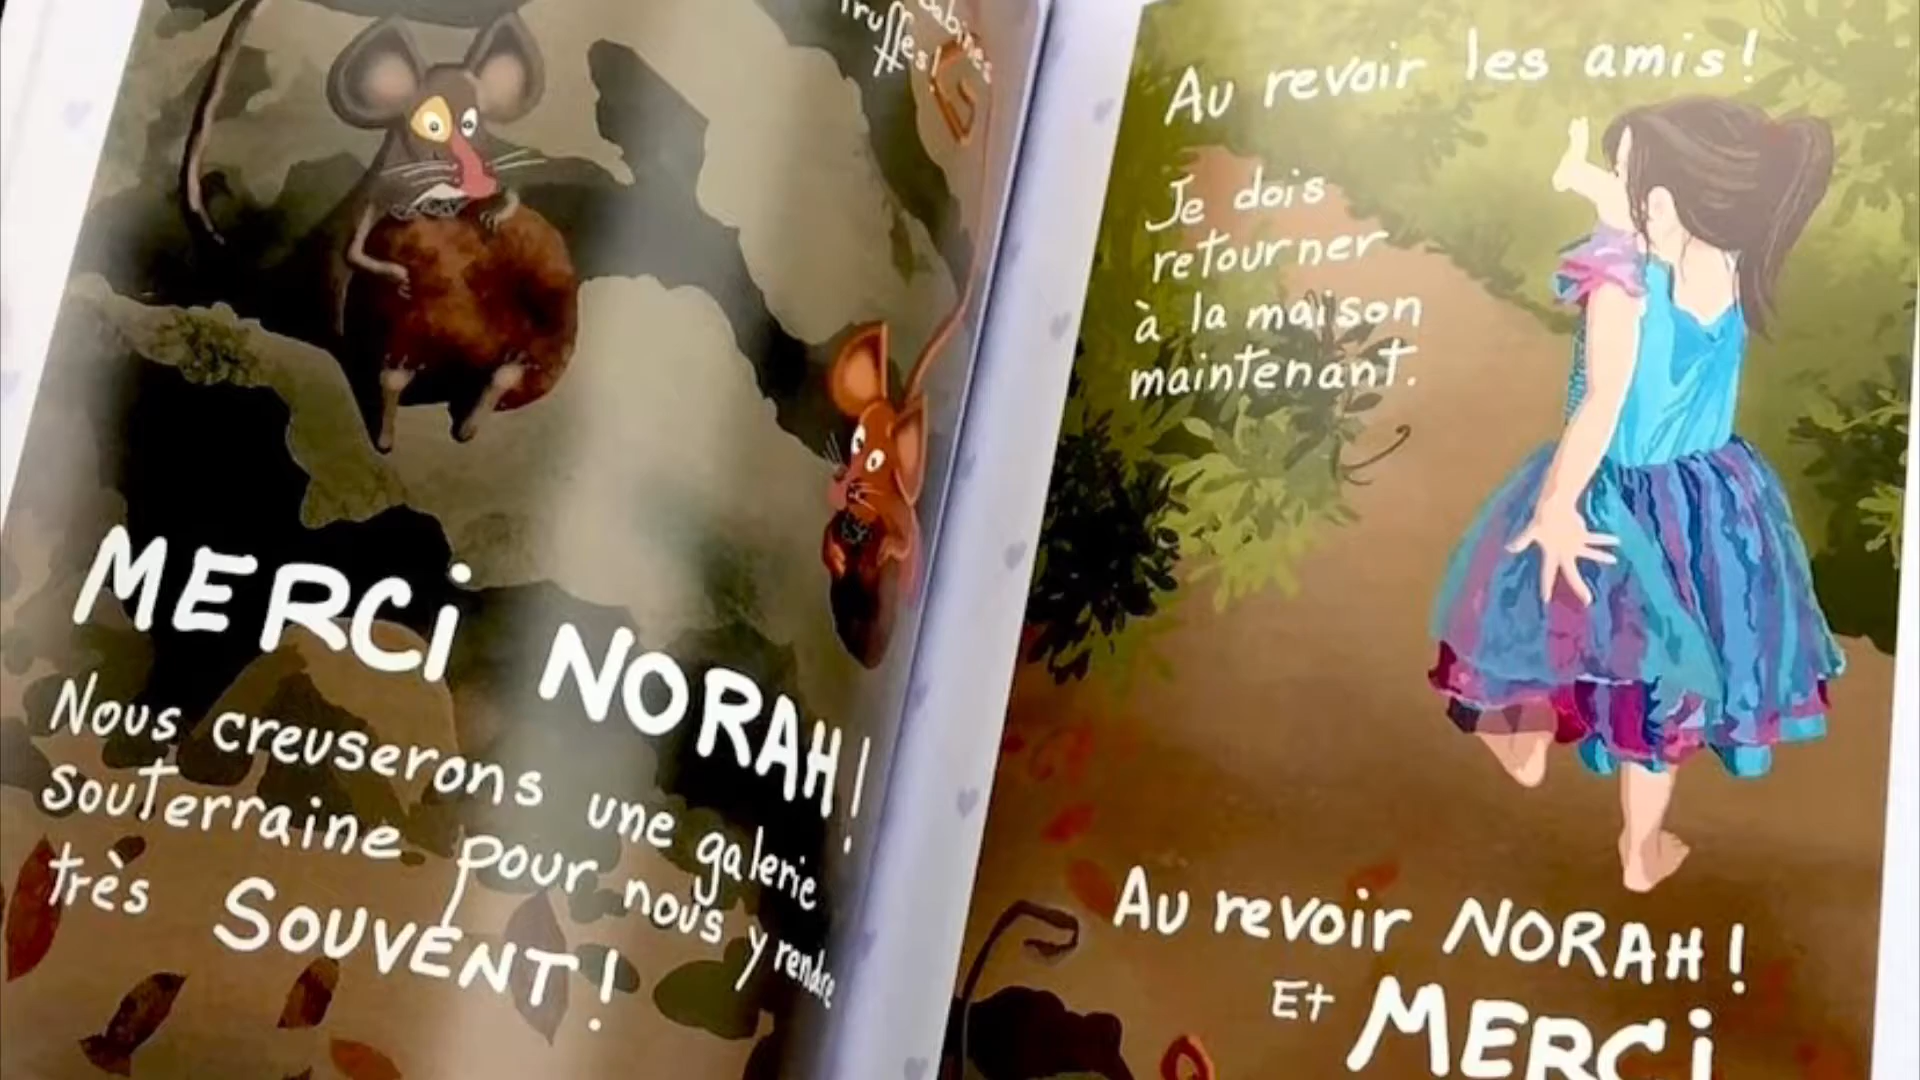 Truffles!
MERCi NORAH!
Nous creuserons une galerie
souterraine pour nous y rendre
très SOUVENT!
Au revoir les amis!
Je dois
retourner
à la maison
maintenant.
Au revoir NORAH!
Et MERCi